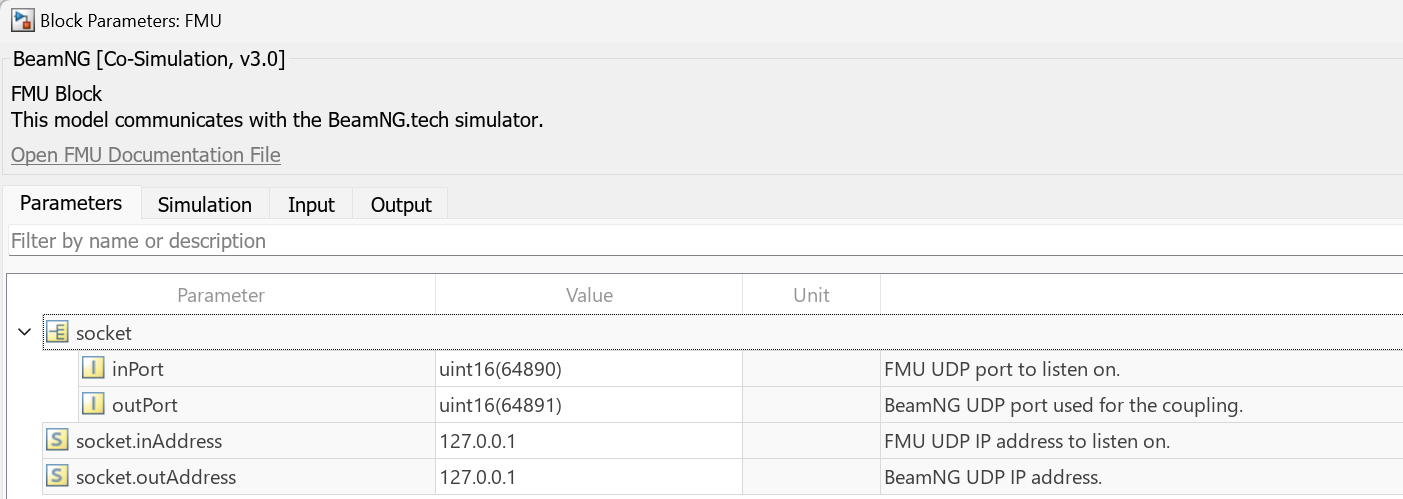 Block Parameters: FMU
BeamNG [Co-Simulation, v3.0]
FMU Block
This model communicates with the BeamNG.tech simulator.
Open FMU Documentation File
Parameters Simulation Input Output
Filter by name or description
Parameter Value Unit
socket
inPort uint16(64890) FMU UDP port to listen on.
outPort uint16(64891) BeamNG UDP port used for the coupling.
socket.inAddress 127.0.0.1 FMU UDP IP address to listen on.
socket.outAddress 127.0.0.1 BeamNG UDP IP address.